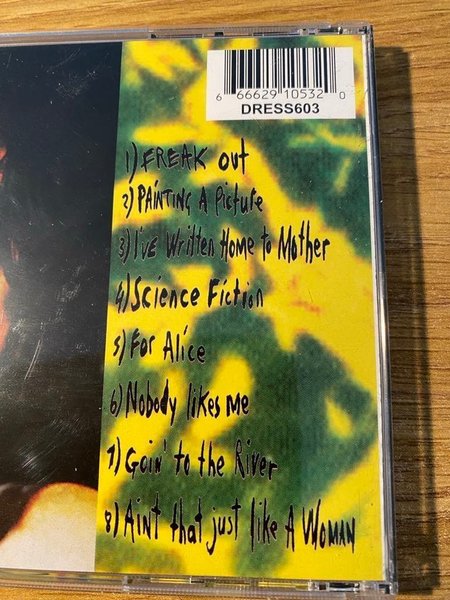 6 66629 10532 0
DRESS603
1) FREAK out
2) PAiNTiNG A Picture
3) I'VE Written Home to Mother
4) Science Fiction
5) For Alice
6) Nobody likes me
7) Goin' to the River
8) Aint that just like A WOMAN